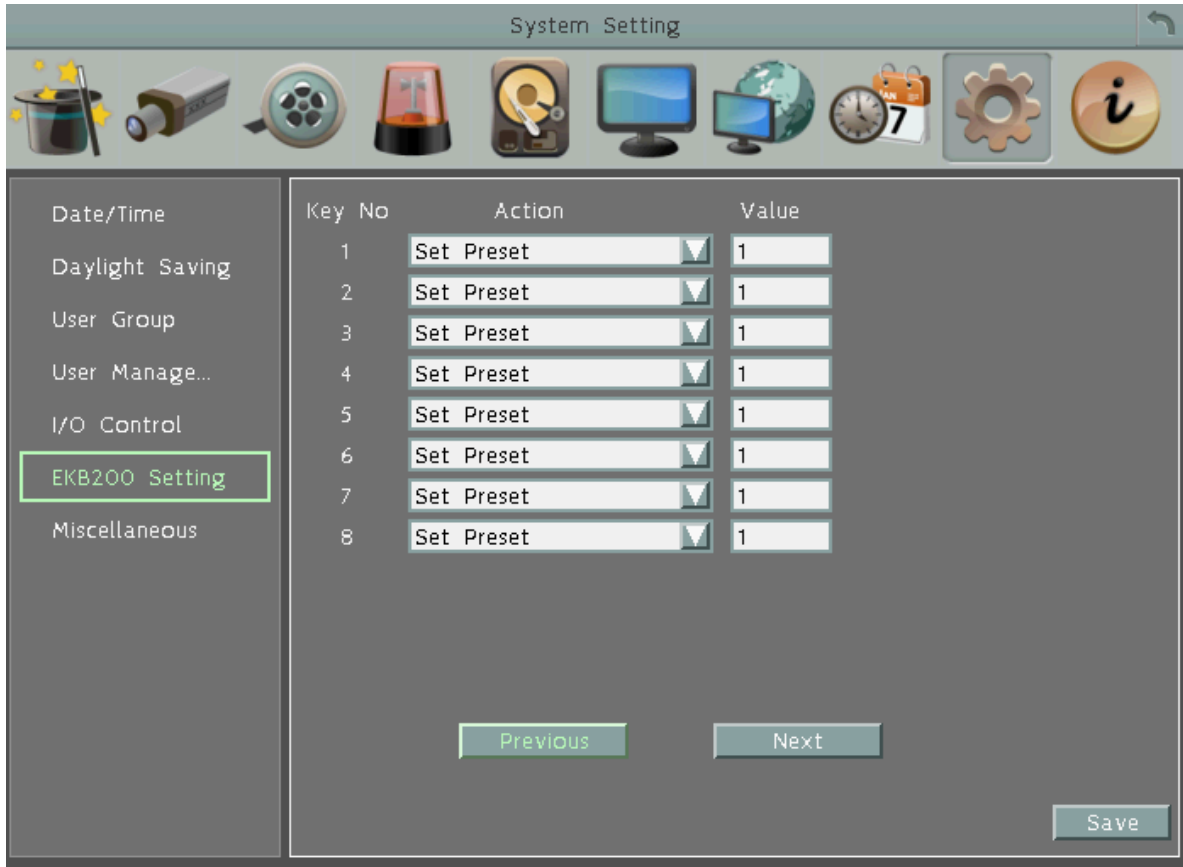 System Setting
JAN
7
Date/Time
Daylight Saving
User Group
User Manage...
I/O Control
EKB200 Setting
Miscellaneous
Key No Action Value
1 Set Preset 1
2 Set Preset 1
3 Set Preset 1
4 Set Preset 1
5 Set Preset 1
6 Set Preset 1
7 Set Preset 1
8 Set Preset 1
Previous Next
Save